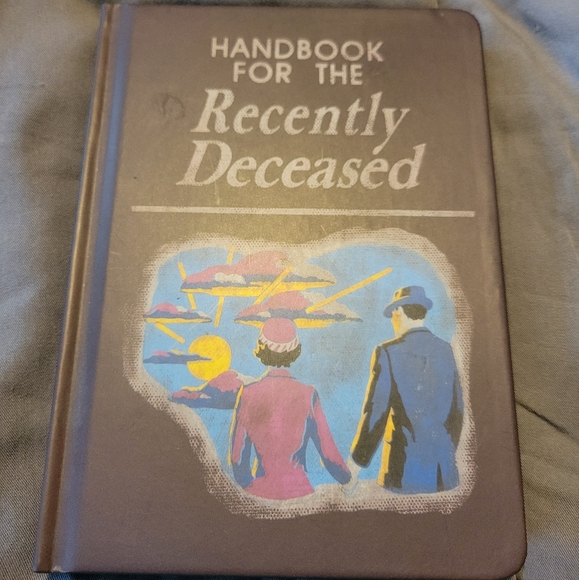 HANDBOOK
FOR THE
Recently
Deceased